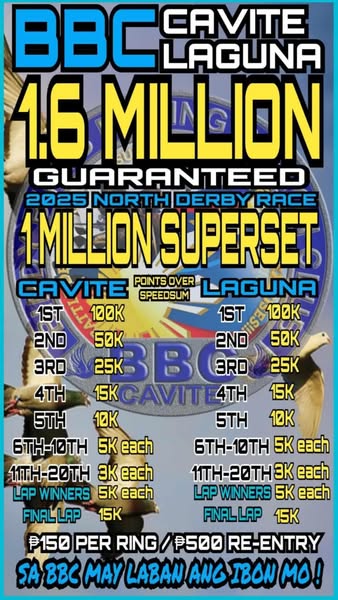 BBC CAVITE LAGUNA
1.6 MILLION
GUARANTEED
2025 NORTH DERBY RACE
1 MILLION SUPERSET
CAVITE
POINTS OVER SPEEDSUM
LAGUNA
1ST 100K
2ND 50K
3RD 25K
4TH 15K
5TH 10K
6TH-10TH 5K each
11TH-20TH 3K each
LAP WINNERS 5K each
FINAL LAP 15K
1ST 100K
2ND 50K
3RD 25K
4TH 15K
5TH 10K
6TH-10TH 5K each
11TH-20TH 3K each
LAP WINNERS 5K each
FINAL LAP 15K
BBC
CAVITE
₱150 PER RING / ₱500 RE-ENTRY
SA BBC MAY LABAN ANG IBON MO !